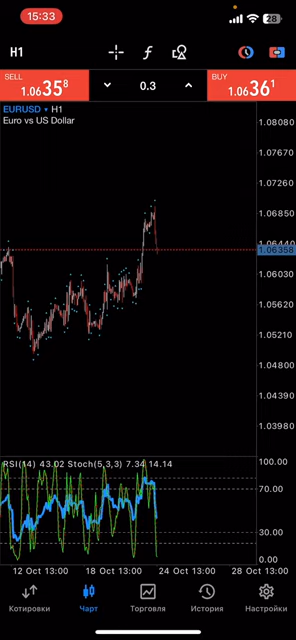 15:33
28
H1
SELL
1.06358
0.3
BUY
1.06361
EURUSD ▾ H1
Euro vs US Dollar
1.08080
1.07670
1.07260
1.06850
1.06440
1.06358
1.06030
1.05620
1.05210
1.04800
1.04390
1.03980
RSI(14) 43.02 Stoch(5,3,3) 7.34 14.14
100.00
70.00
30.00
0.00
12 Oct 13:00 18 Oct 13:00 24 Oct 13:00 28 Oct 13:00
Котировки Чарт Торговля История Настройки